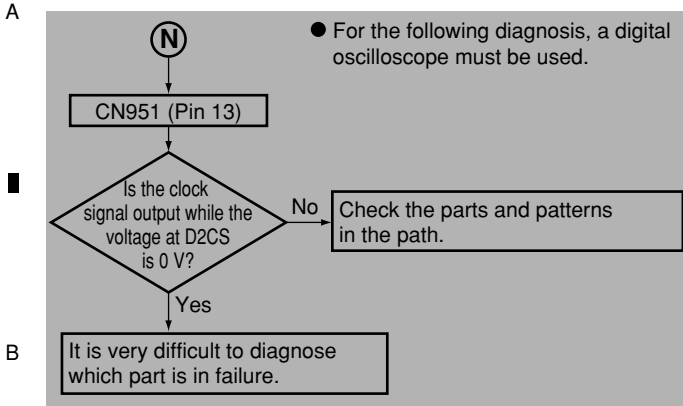 A
N
● For the following diagnosis, a digital
oscilloscope must be used.
CN951 (Pin 13)
Is the clock
signal output while the
voltage at D2CS
is 0 V?
No
Check the parts and patterns
in the path.
Yes
B
It is very difficult to diagnose
which part is in failure.